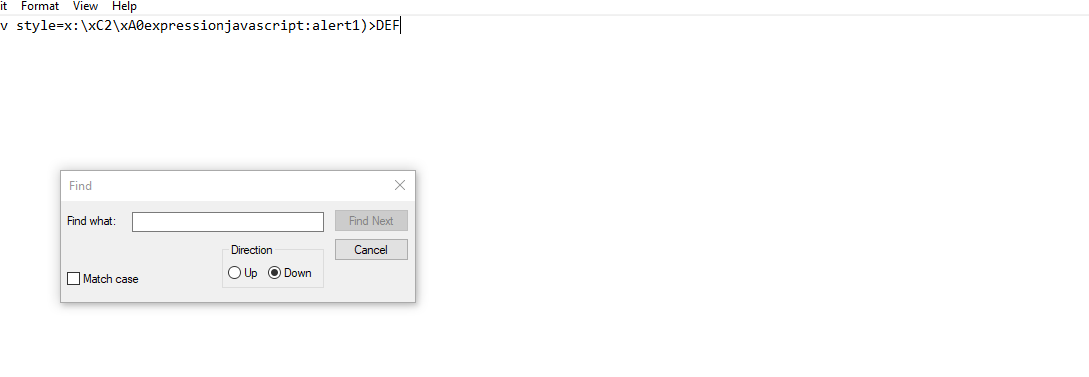 it Format View Help
v style=x:\xC2\xA0expressionjavascript:alert1)>DEF
Find
Find what:
Find Next
Direction
Cancel
Up Down
Match case